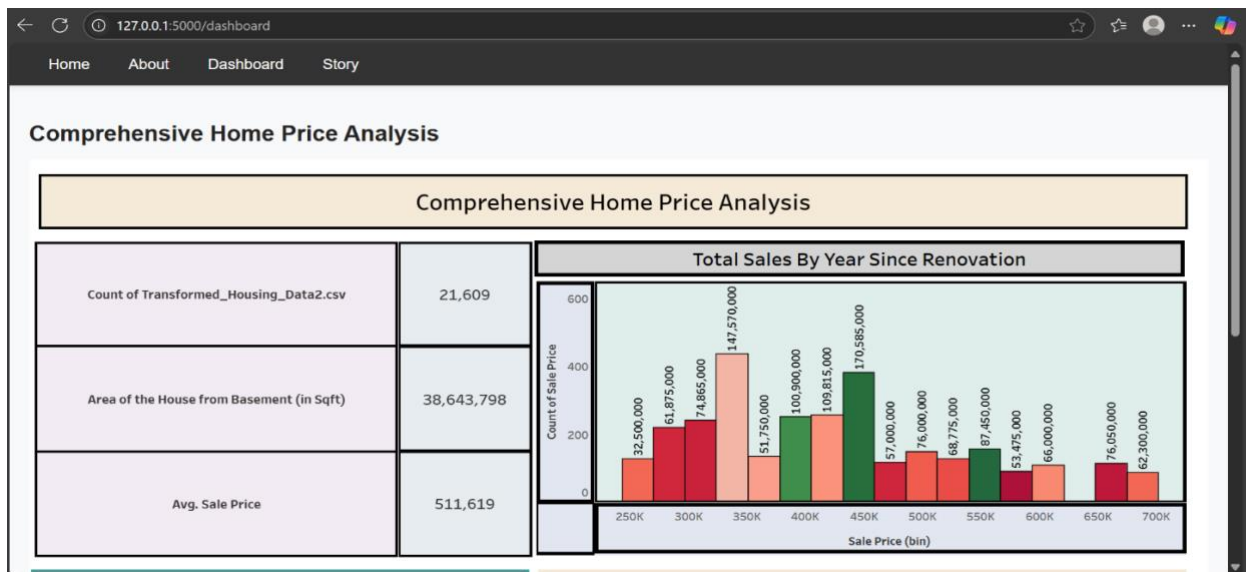 127.0.0.1:5000/dashboard
Home About Dashboard Story
Comprehensive Home Price Analysis
Comprehensive Home Price Analysis
Count of Transformed_Housing_Data2.csv 21,609
Area of the House from Basement (in Sqft) 38,643,798
Avg. Sale Price 511,619
Total Sales By Year Since Renovation
Count of Sale Price
600
400
200
0
32,500,000
61,875,000
74,865,000
147,570,000
51,750,000
100,900,000
109,815,000
170,585,000
57,000,000
76,000,000
68,775,000
87,450,000
53,475,000
66,000,000
76,050,000
62,300,000
250K 300K 350K 400K 450K 500K 550K 600K 650K 700K
Sale Price (bin)